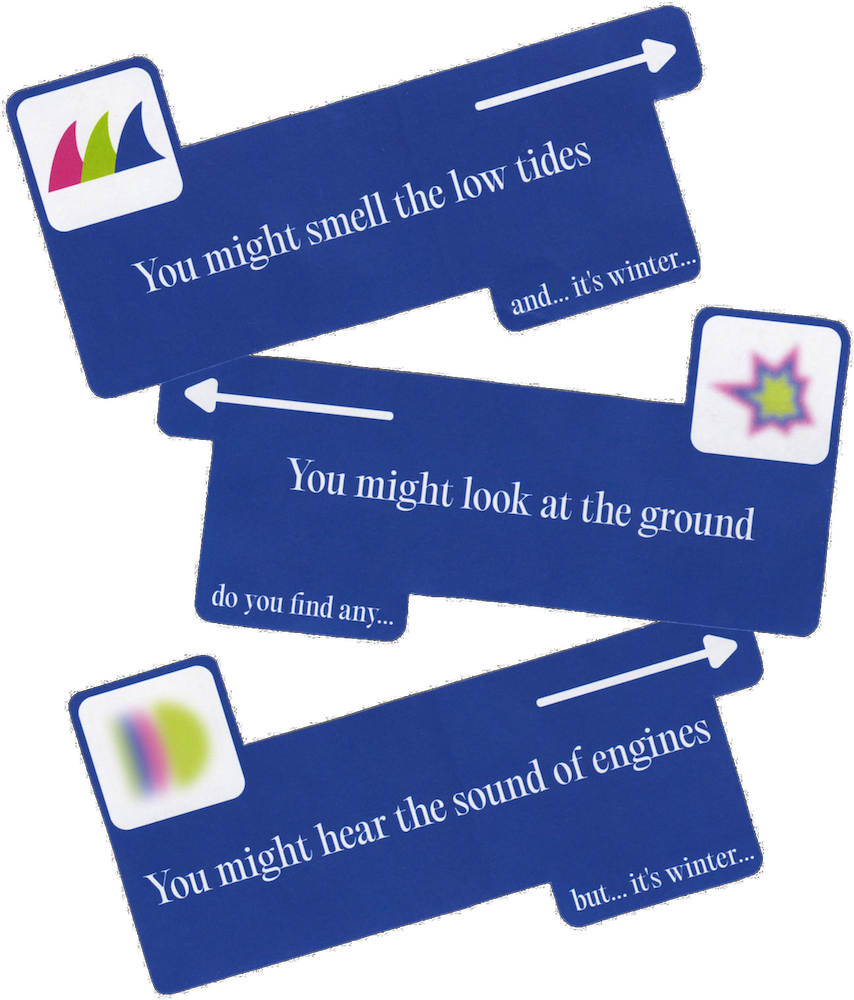 You might smell the low tides
and... it's winter...
You might look at the ground
do you find any...
You might hear the sound of engines
but... it's winter...